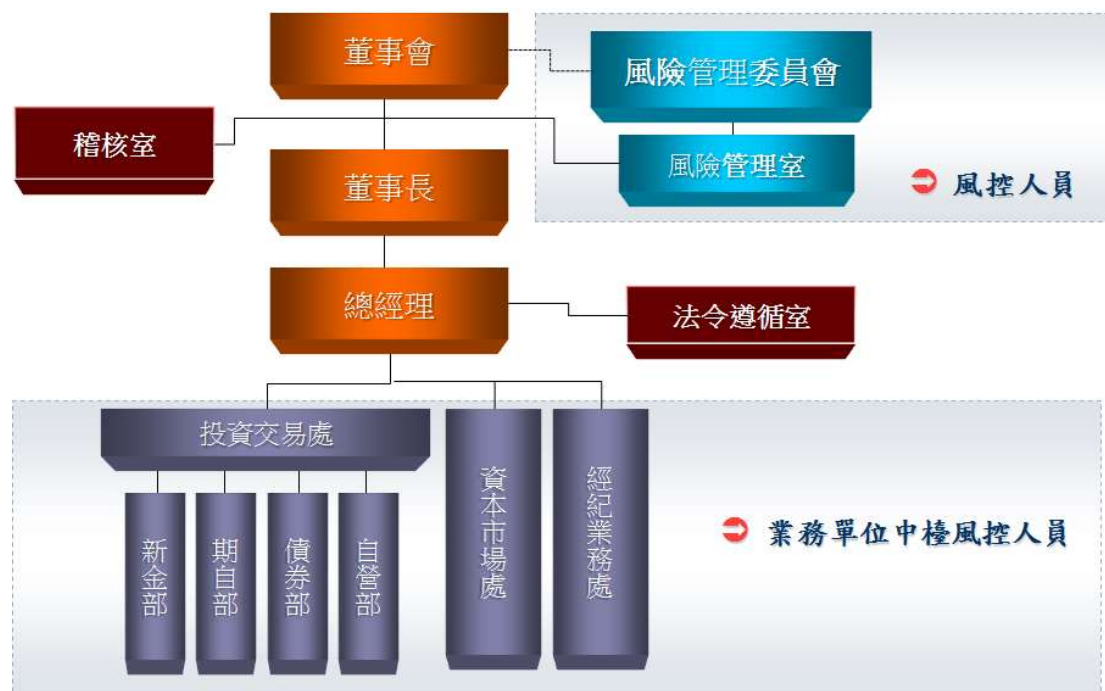 董事會
風險管理委員會
稽核室
風險管理室
董事長
風控人員
總經理
法令遵循室
投資交易處
資本市場處
經紀業務處
新金部
期自部
債券部
自營部
業務單位中檯風控人員